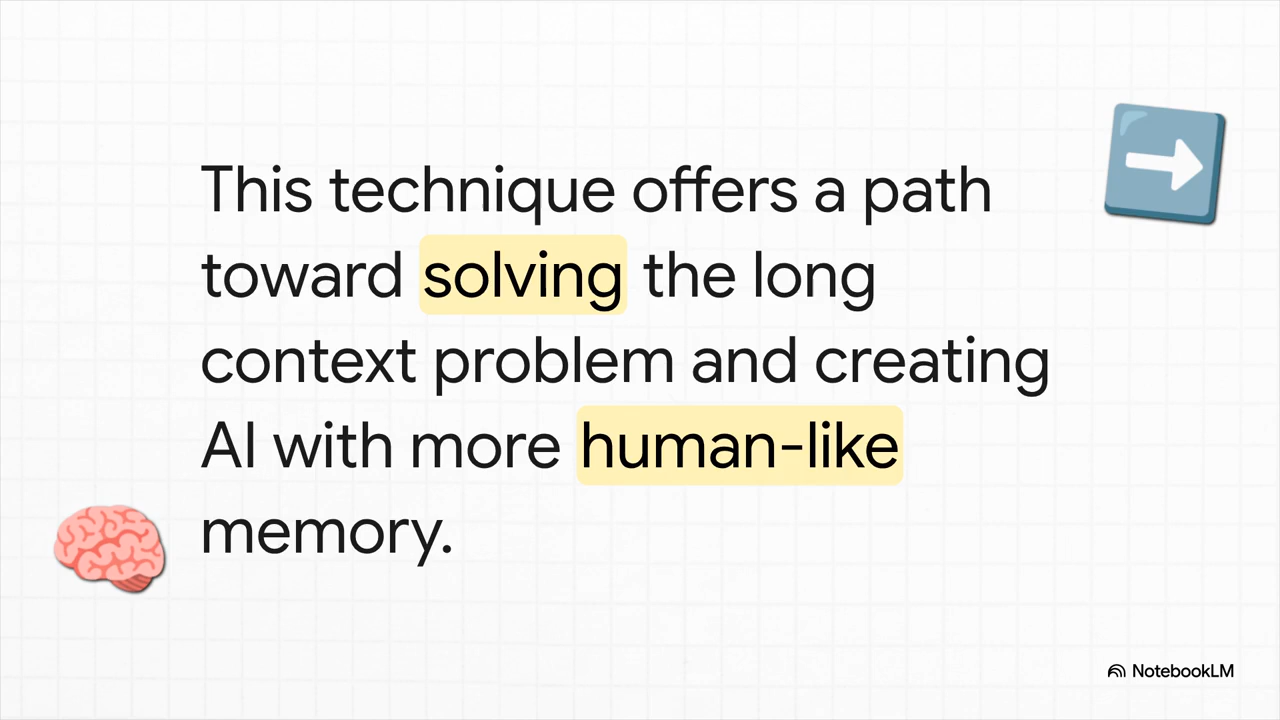 This technique offers a path
toward solving the long
context problem and creating
AI with more human-like
memory.
NotebookLM